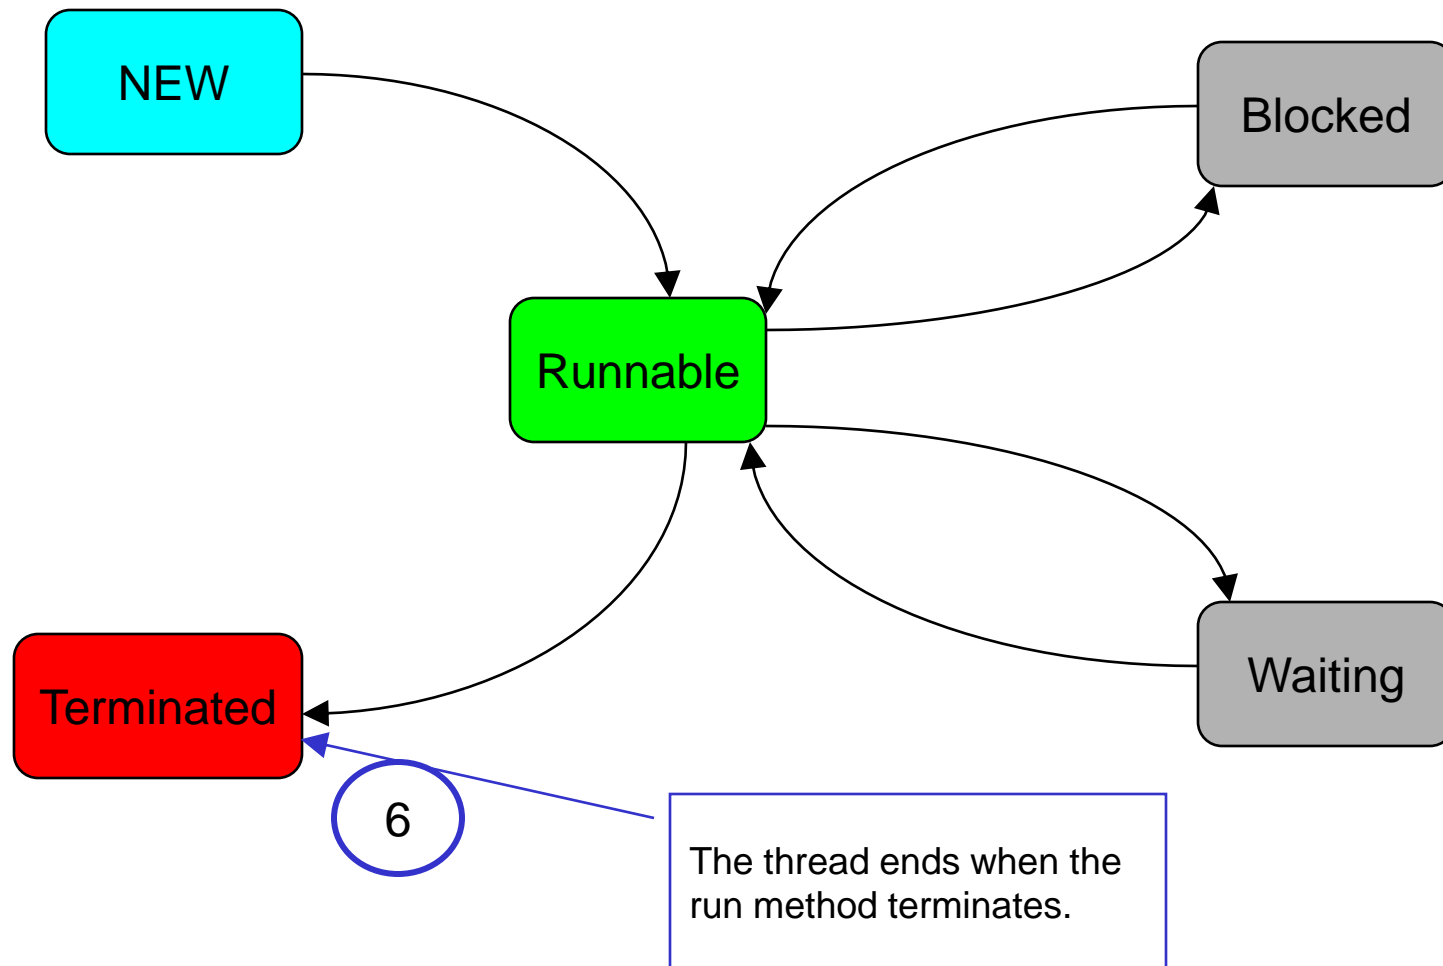 NEW
Blocked
Runnable
Waiting
Terminated
6
The thread ends when the
run method terminates.